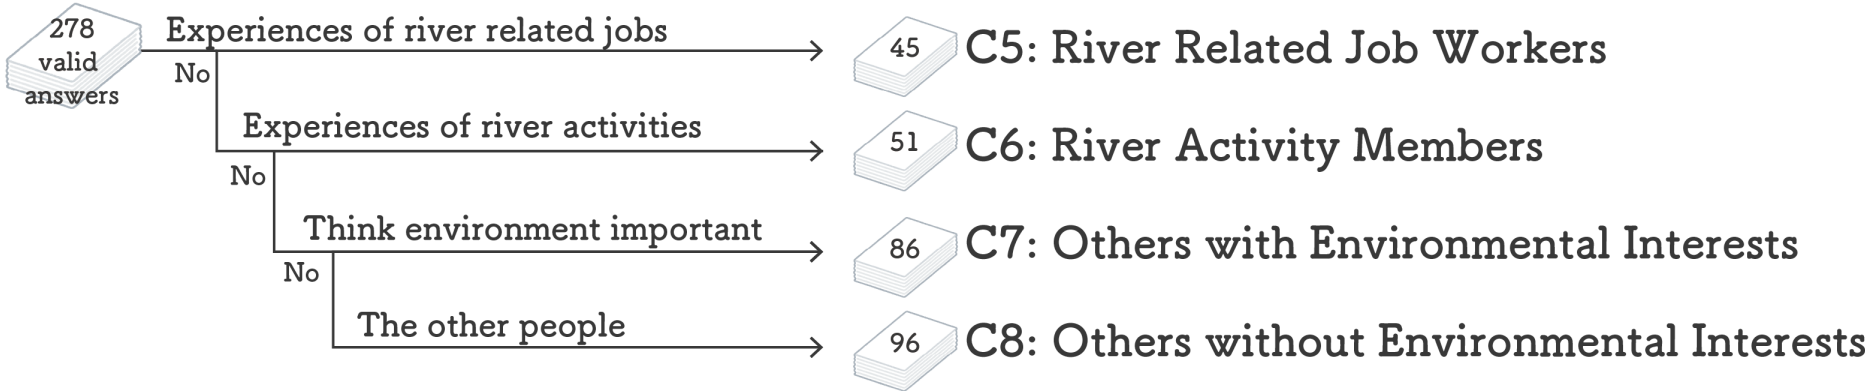 278
valid
answers
Experiences of river related jobs
45
C5: River Related Job Workers
No
Experiences of river activities
51
C6: River Activity Members
No
Think environment important
86
C7: Others with Environmental Interests
No
The other people
96
C8: Others without Environmental Interests